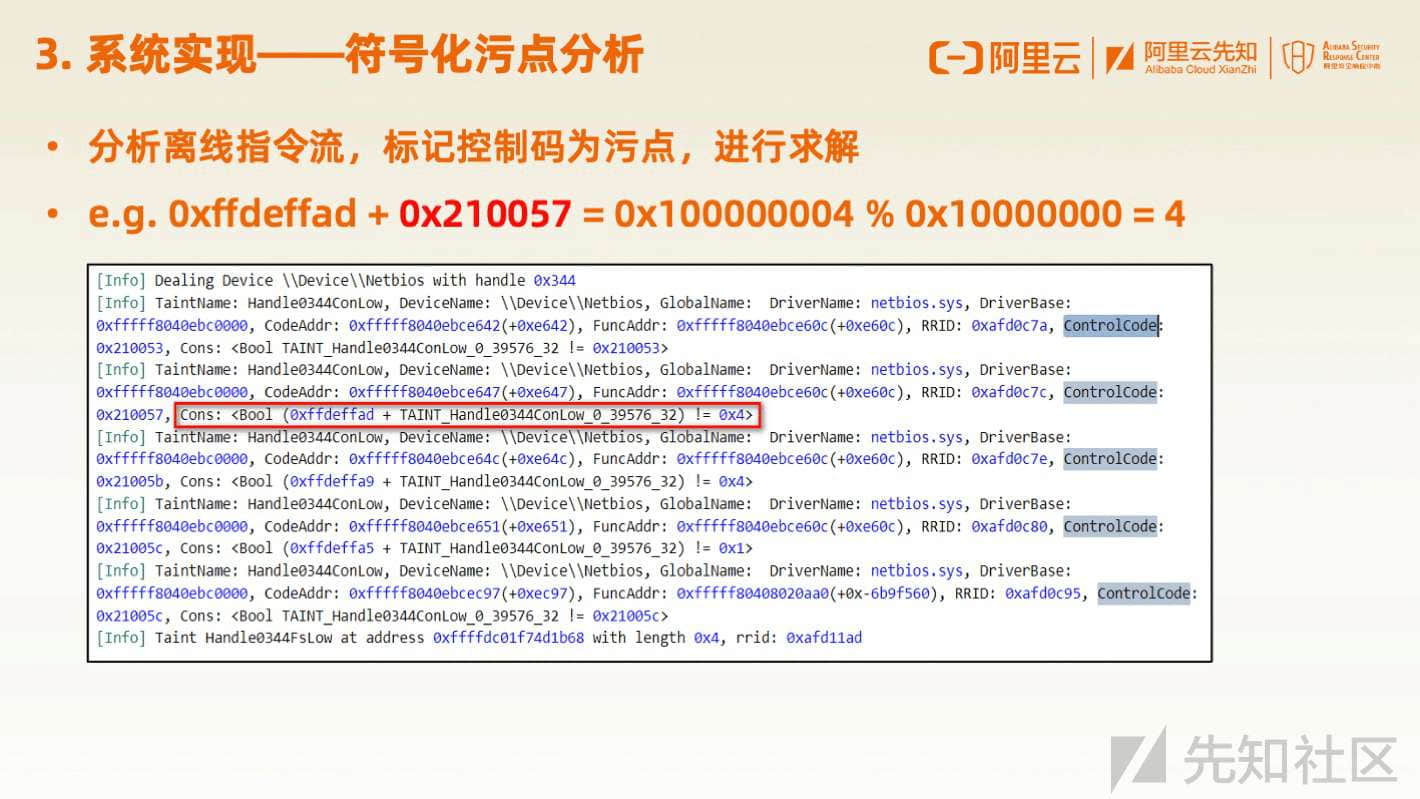 3. 系统实现——符号化污点分析
阿里云
阿里云先知
Alibaba Cloud XianZhi
ALIBABA SECURITY
RESPONSE CENTER
阿里安全响应中心
• 分析离线指令流，标记控制码为污点，进行求解
• e.g. 0xffdeffad + 0x210057 = 0x100000004 % 0x10000000 = 4
[Info] Dealing Device \\Device\\Netbios with handle 0x344
[Info] TaintName: Handle0344ConLow, DeviceName: \\Device\\Netbios, GlobalName:  DriverName: netbios.sys, DriverBase:
0xfffff8040ebc0000, CodeAddr: 0xfffff8040ebce642(+0xe642), FuncAddr: 0xfffff8040ebce60c(+0xe60c), RRID: 0xafd0c7a, ControlCode:
0x210053, Cons: <Bool TAINT_Handle0344ConLow_0_39576_32 != 0x210053>
[Info] TaintName: Handle0344ConLow, DeviceName: \\Device\\Netbios, GlobalName:  DriverName: netbios.sys, DriverBase:
0xfffff8040ebc0000, CodeAddr: 0xfffff8040ebce647(+0xe647), FuncAddr: 0xfffff8040ebce60c(+0xe60c), RRID: 0xafd0c7c, ControlCode:
0x210057, Cons: <Bool (0xffdeffad + TAINT_Handle0344ConLow_0_39576_32) != 0x4>
[Info] TaintName: Handle0344ConLow, DeviceName: \\Device\\Netbios, GlobalName:  DriverName: netbios.sys, DriverBase:
0xfffff8040ebc0000, CodeAddr: 0xfffff8040ebce64c(+0xe64c), FuncAddr: 0xfffff8040ebce60c(+0xe60c), RRID: 0xafd0c7e, ControlCode:
0x21005b, Cons: <Bool (0xffdeffa9 + TAINT_Handle0344ConLow_0_39576_32) != 0x4>
[Info] TaintName: Handle0344ConLow, DeviceName: \\Device\\Netbios, GlobalName:  DriverName: netbios.sys, DriverBase:
0xfffff8040ebc0000, CodeAddr: 0xfffff8040ebce651(+0xe651), FuncAddr: 0xfffff8040ebce60c(+0xe60c), RRID: 0xafd0c80, ControlCode:
0x21005c, Cons: <Bool (0xffdeffa5 + TAINT_Handle0344ConLow_0_39576_32) != 0x1>
[Info] TaintName: Handle0344ConLow, DeviceName: \\Device\\Netbios, GlobalName:  DriverName: netbios.sys, DriverBase:
0xfffff8040ebc0000, CodeAddr: 0xfffff8040ebcec97(+0xec97), FuncAddr: 0xfffff80408020aa0(+0x-6b9f560), RRID: 0xafd0c95, ControlCode:
0x21005c, Cons: <Bool TAINT_Handle0344ConLow_0_39576_32 != 0x21005c>
[Info] Taint Handle0344FsLow at address 0xffffdc01f74d1b68 with length 0x4, rrid: 0xafd11ad
先知社区